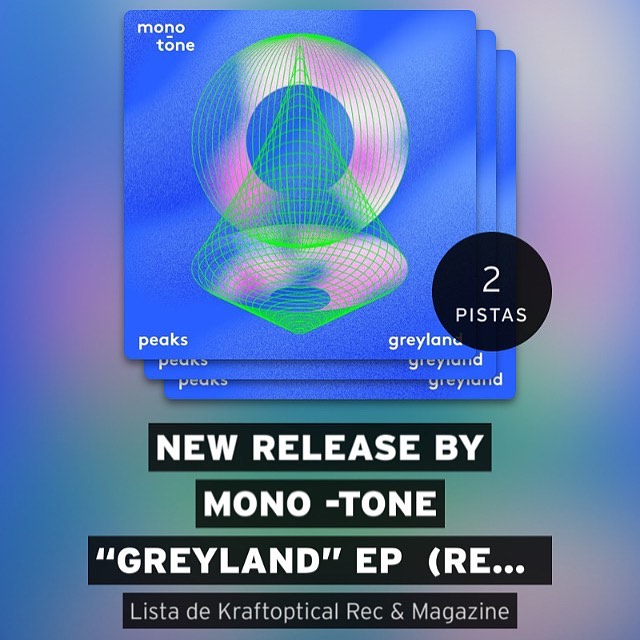 mono
tōne
2
PISTAS
peaks greyland
peaks greyland
peaks greyland
NEW RELEASE BY
MONO -TONE
“GREYLAND” EP (RE...
Lista de Kraftoptical Rec & Magazine